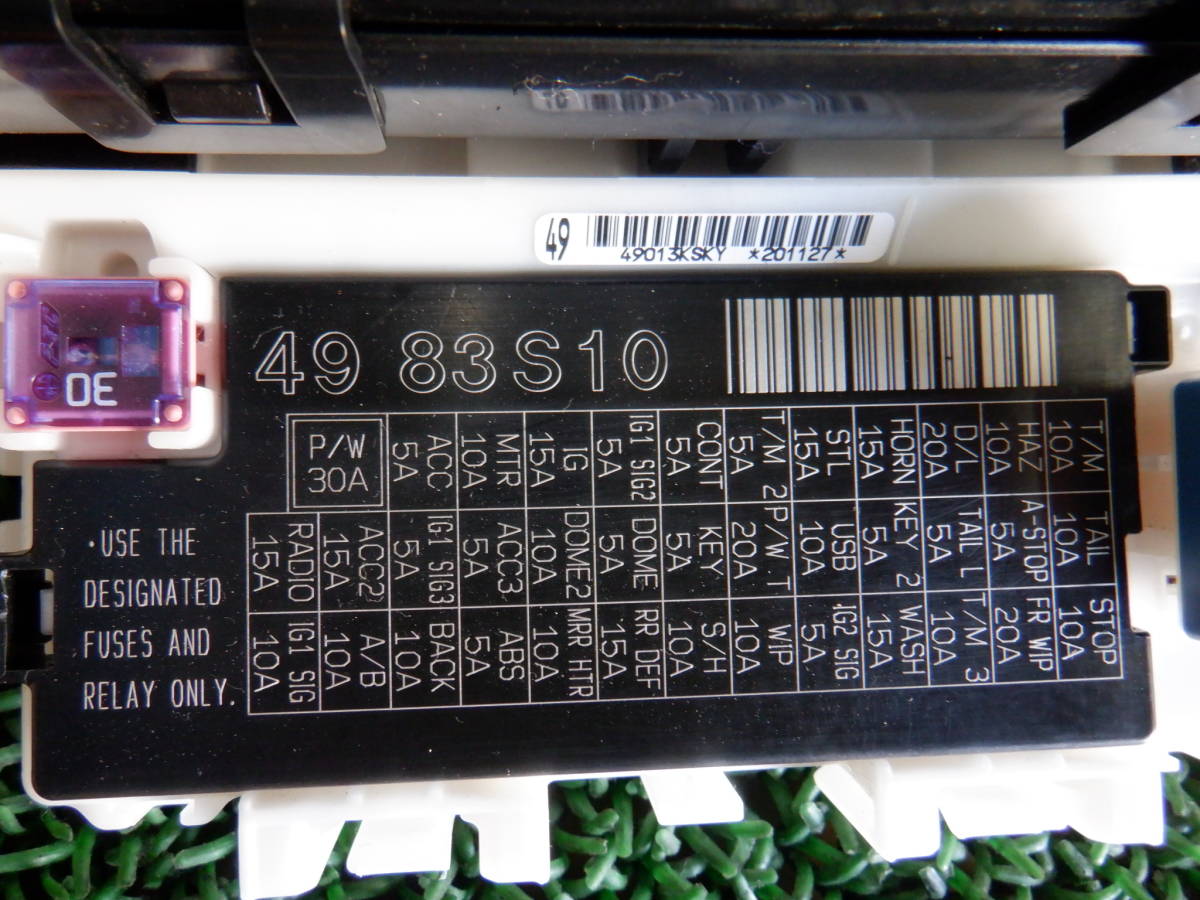 49 49013KSKY *201127*
30
49 83S10
P/W
30A
T/M TAIL STOP
10A 10A 10A
HAZ A-STOP FR WIP
10A 5A 20A
D/L TAIL L T/M 3
20A 5A 10A
HORN KEY 2 WASH
15A 5A 15A
STL USB IG2 SIG
15A 10A 5A
T/M 2 P/W T WIP
5A 20A 10A
CONT KEY S/H
5A 5A 10A
IG1 SIG2 DOME RR DEF
5A 5A 15A
IG DOME2 MRR HTR
15A 10A 10A
MTR ACC3 ABS
10A 5A 5A
ACC IG1 SIG3 BACK
5A 5A 10A
ACC2 A/B
15A 10A
RADIO IG1 SIG
15A 10A
·USE THE
DESIGNATED
FUSES AND
RELAY ONLY.